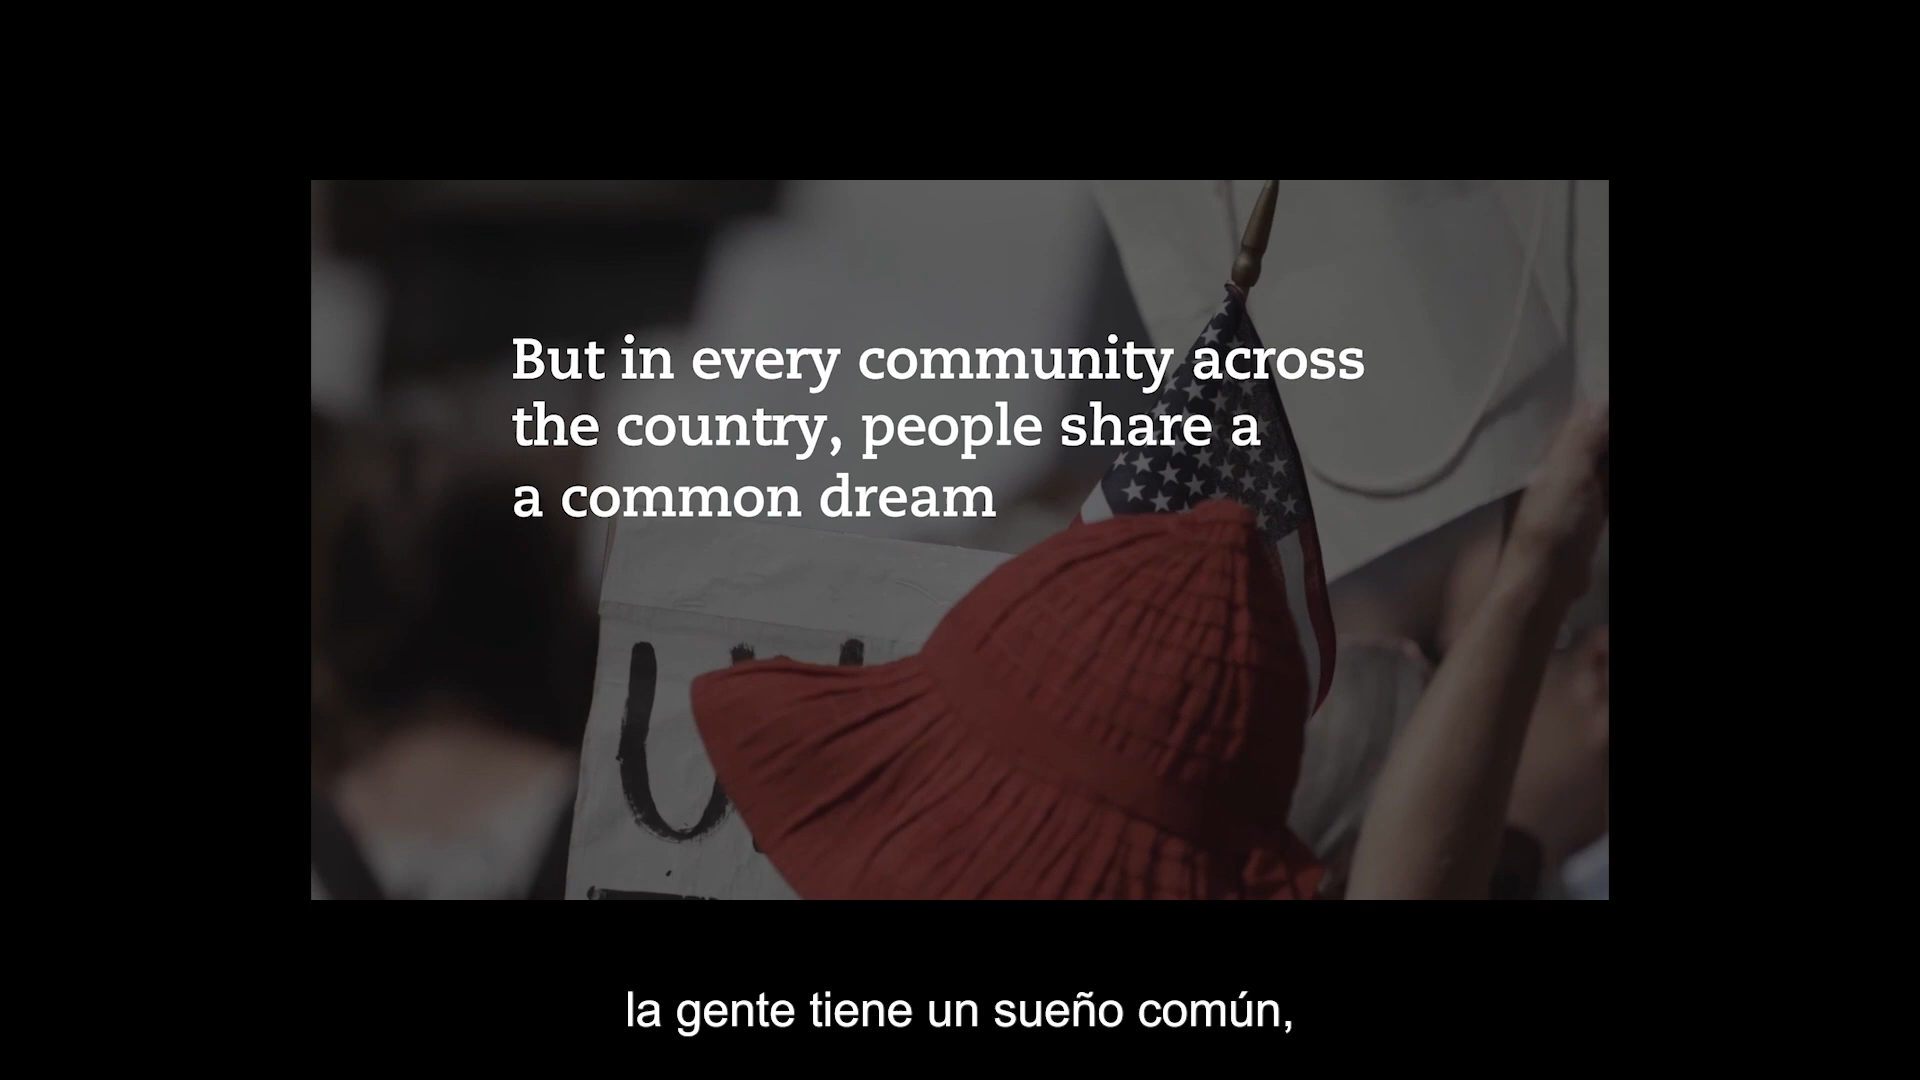 But in every community across
the country, people share a
a common dream
la gente tiene un sueño común,